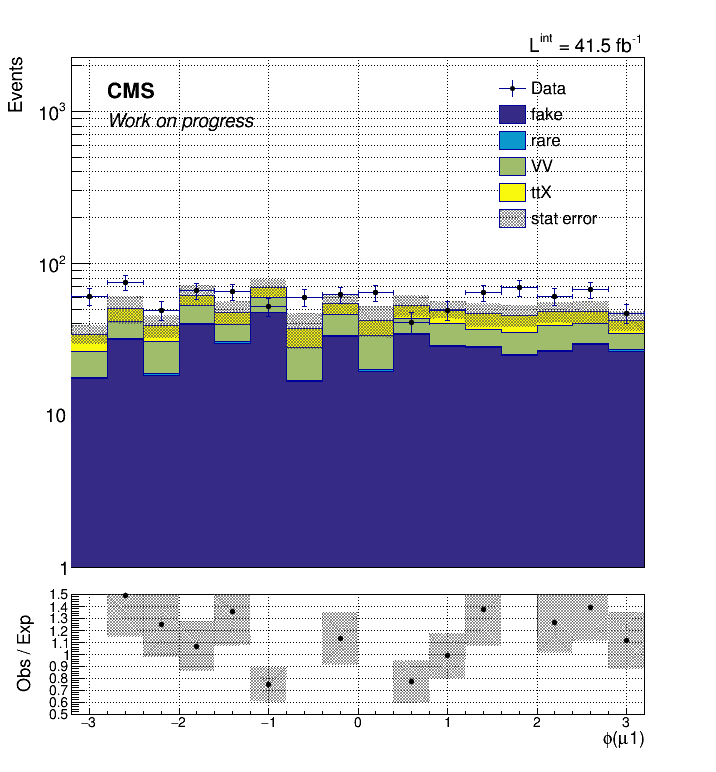 L^int = 41.5 fb^-1
Events
CMS
Work on progress
Data
fake
rare
VV
ttX
stat error
10^3
10^2
10
1
Obs / Exp
1.5
1.4
1.3
1.2
1.1
1
0.9
0.8
0.7
0.6
0.5
−3 −2 −1 0 1 2 3
ϕ(μ1)